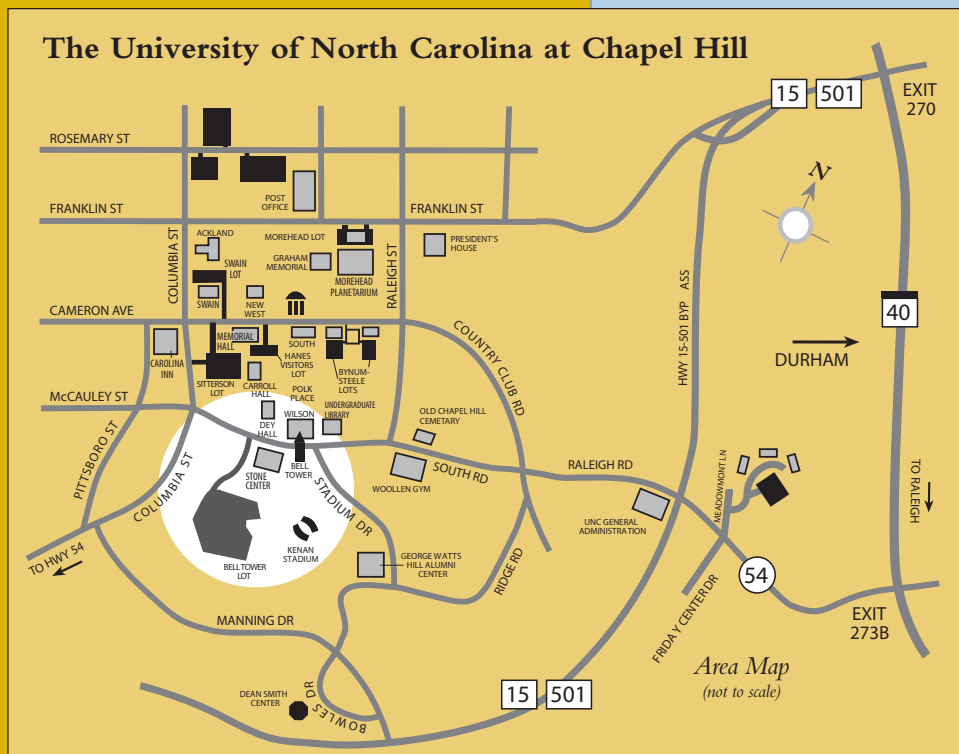 The University of North Carolina at Chapel Hill
15 501
EXIT
270
ROSEMARY ST
POST
OFFICE
FRANKLIN ST
FRANKLIN ST
ACKLAND
MOREHEAD LOT
PRESIDENT'S
HOUSE
N
COLUMBIA ST
SWAIN
LOT
GRAHAM
MEMORIAL
MOREHEAD
PLANETARIUM
RALEIGH ST
HWY 15-501 BYP ASS
SWAIN
NEW
WEST
CAMERON AVE
40
COUNTRY CLUB RD
MEMORIAL
HALL
SOUTH
CAROLINA
INN
HANES
VISITORS
LOT
BYNUM-
STEELE
LOTS
DURHAM
SITTERSON
LOT
CARROLL
HALL
POLK
PLACE
McCAULEY ST
DEY
HALL
WILSON
UNDERGRADUATE
LIBRARY
OLD CHAPEL HILL
CEMETARY
PITTSBORO ST
COLUMBIA ST
STONE
CENTER
BELL
TOWER
STADIUM DR
WOOLLEN GYM
SOUTH RD
RALEIGH RD
MEADOWMONT LN
TO RALEIGH
UNC GENERAL
ADMINISTRATION
KENAN
STADIUM
BELL TOWER
LOT
GEORGE WATTS
HILL ALUMNI
CENTER
RIDGE RD
TO HWY 54
54
FRIDA Y CENTER DR
EXIT
273B
MANNING DR
Area Map
(not to scale)
DEAN SMITH
CENTER
BOWLES RD
15 501